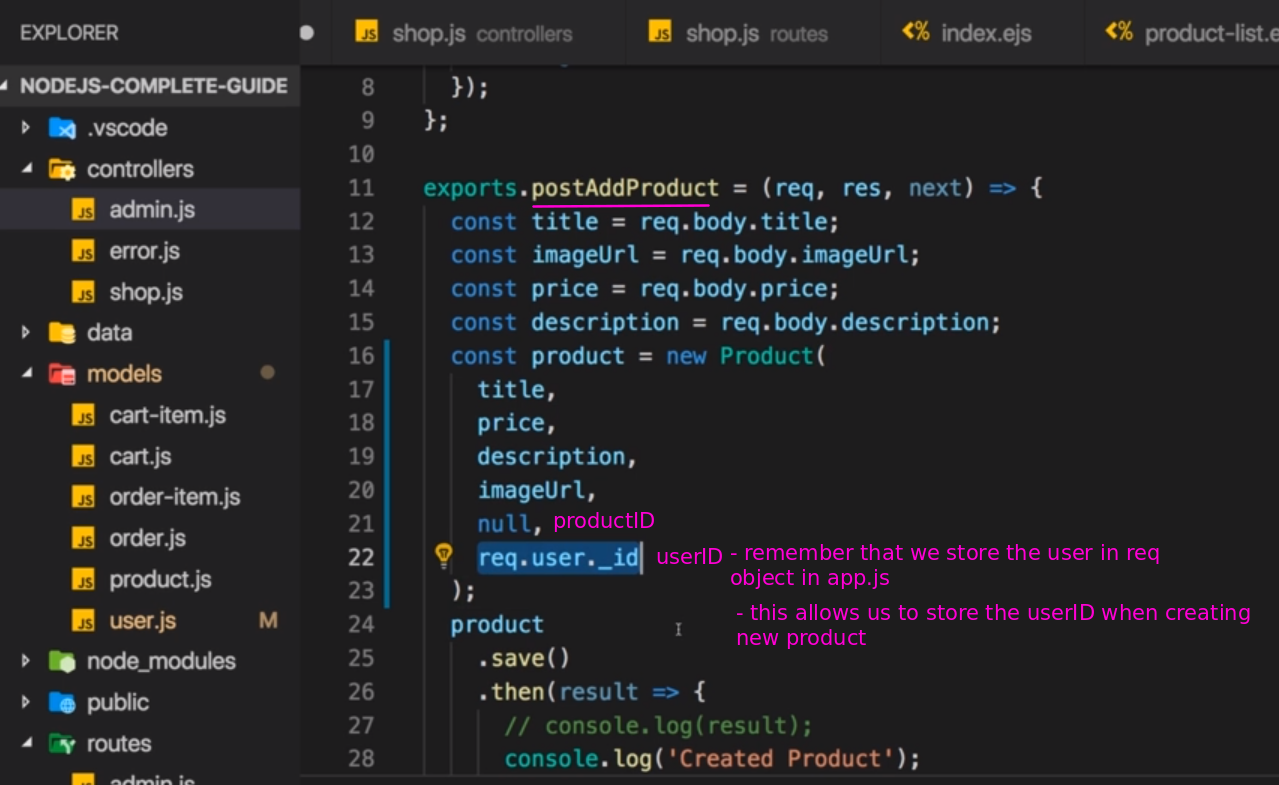 EXPLORER
shop.js controllers
shop.js routes
index.ejs
product-list.e
NODEJS-COMPLETE-GUIDE
.vscode
controllers
admin.js
error.js
shop.js
data
models
cart-item.js
cart.js
order-item.js
order.js
product.js
user.js M
node_modules
public
routes
admin.js
8 });
9 };
10
11 exports.postAddProduct = (req, res, next) => {
12 const title = req.body.title;
13 const imageUrl = req.body.imageUrl;
14 const price = req.body.price;
15 const description = req.body.description;
16 const product = new Product(
17 title,
18 price,
19 description,
20 imageUrl,
21 null, productID
22 req.user._id userID - remember that we store the user in req
object in app.js
23 );
- this allows us to store the userID when creating
new product
24 product
25 .save()
26 .then(result => {
27 // console.log(result);
28 console.log('Created Product');